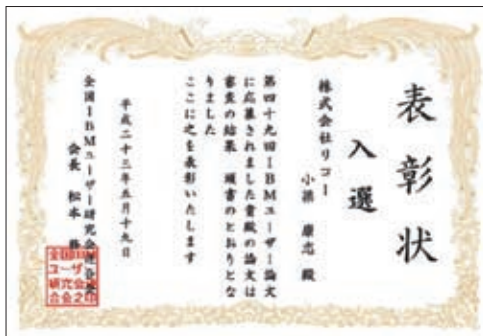 表彰状
入選
株式会社リコー
小漉 康志 殿
第四十九回IBMユーザー論文
に応募されました貴殿の論文は
審査の結果 頭書のとおりとな
りました
ここに之を表彰いたします
平成二十三年五月十九日
全国IBMユーザー研究会連合会
会長 松本